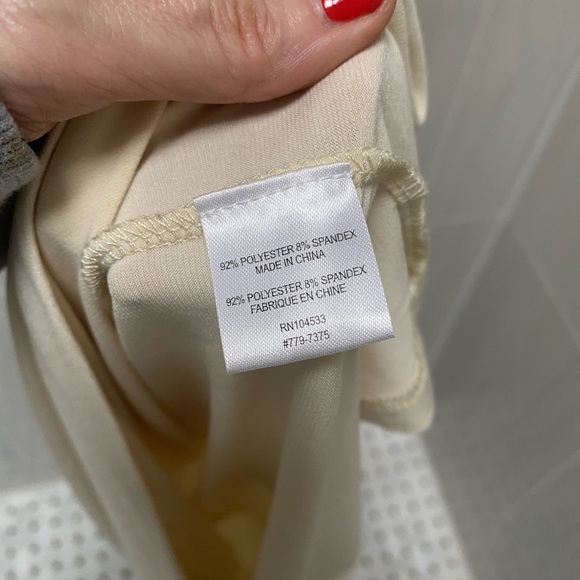 92% POLYESTER 8% SPANDEX
MADE IN CHINA
92% POLYESTER 8% SPANDEX
FABRIQUE EN CHINE
RN104533
#779-7375